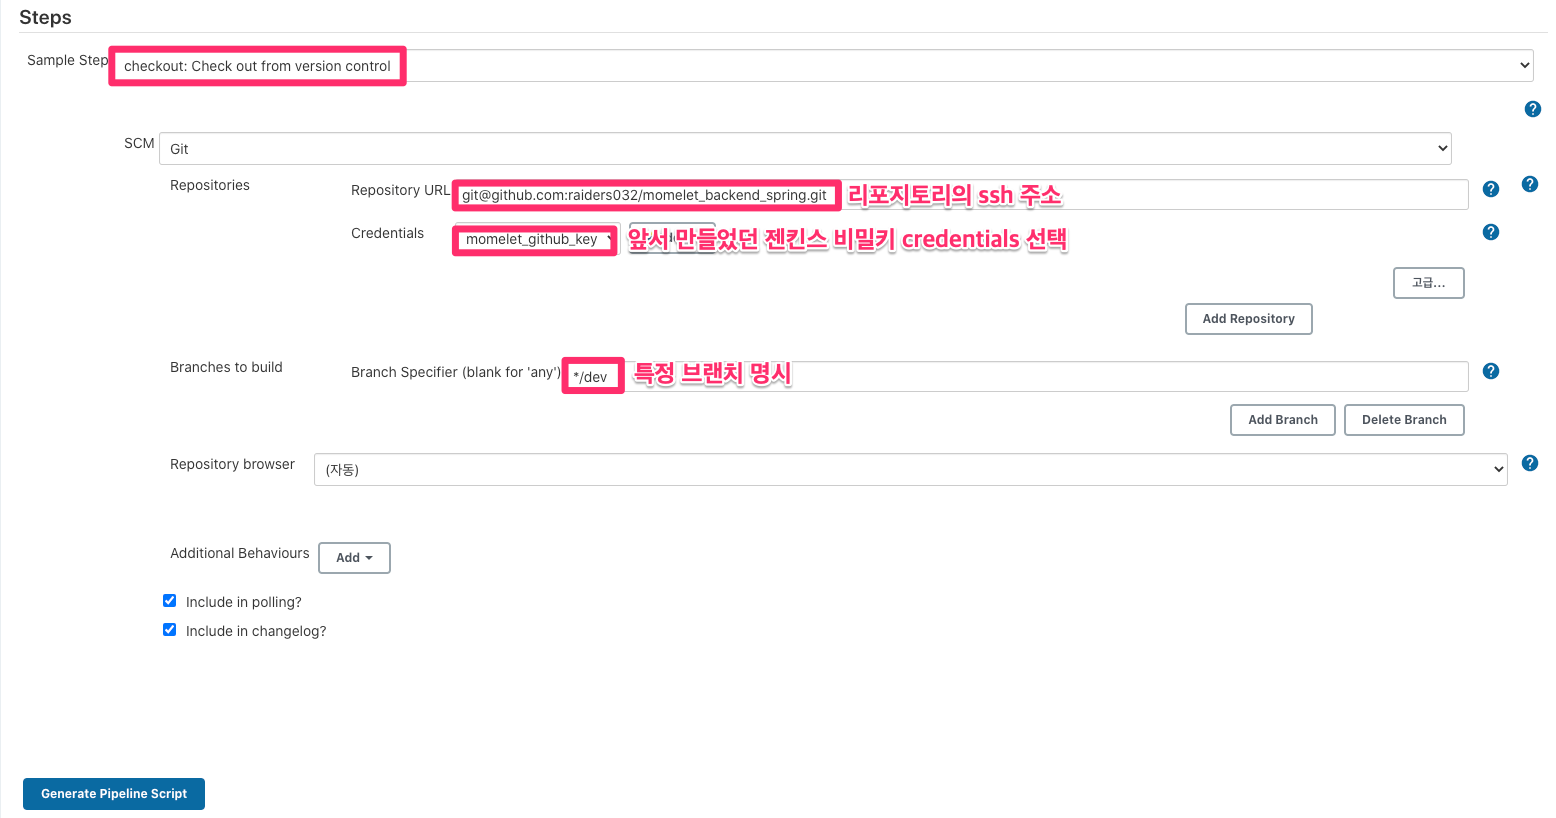 Steps
Sample Step
checkout: Check out from version control
SCM
Git
Repositories
Repository URL
git@github.com:raiders032/momelet_backend_spring.git
리포지토리의 ssh 주소
Credentials
momelet_github_key
앞서 만들었던 젠킨스 비밀키 credentials 선택
고급...
Add Repository
Branches to build
Branch Specifier (blank for 'any')
*/dev
특정 브랜치 명시
Add Branch
Delete Branch
Repository browser
(자동)
Additional Behaviours
Add
Include in polling?
Include in changelog?
Generate Pipeline Script